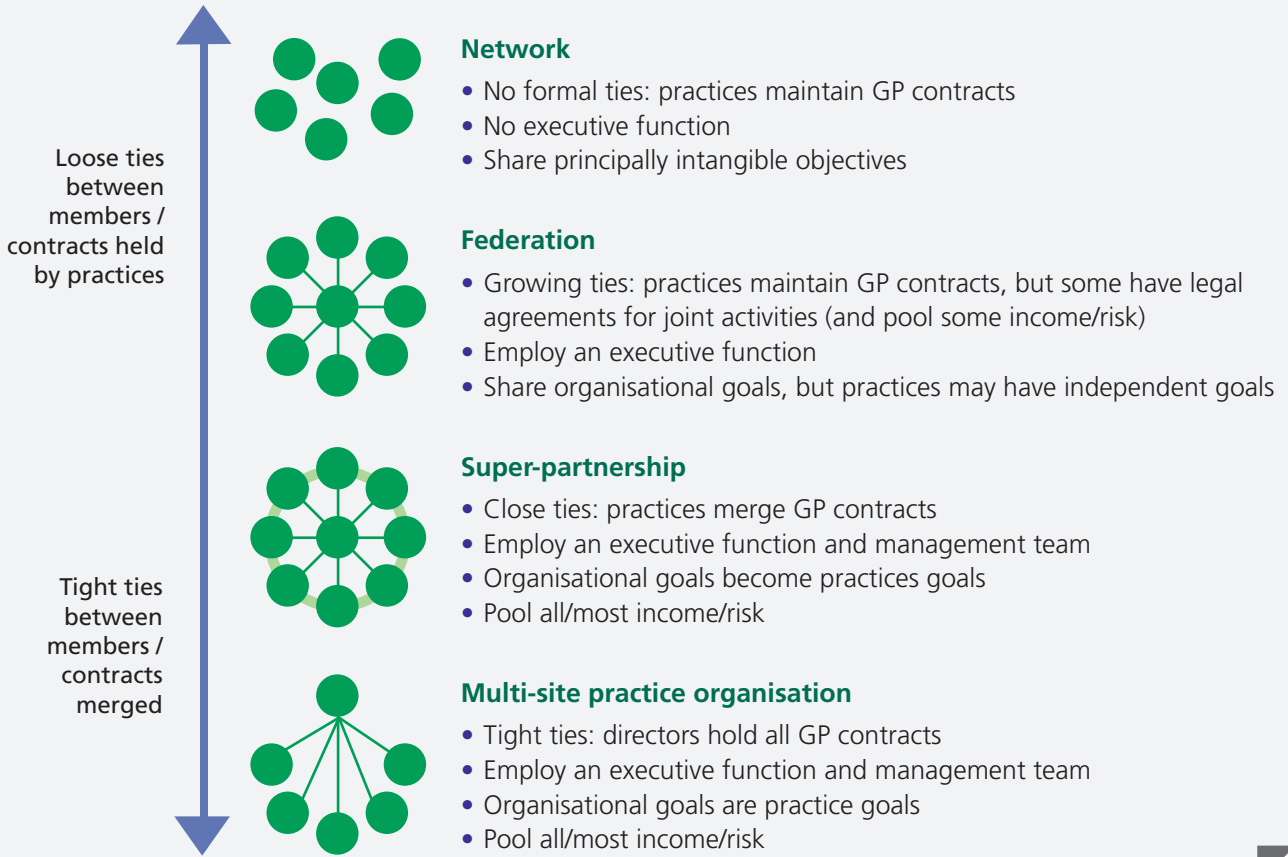 Loose ties
between
members /
contracts held
by practices
Tight ties
between
members /
contracts
merged
Network
• No formal ties: practices maintain GP contracts
• No executive function
• Share principally intangible objectives
Federation
• Growing ties: practices maintain GP contracts, but some have legal
agreements for joint activities (and pool some income/risk)
• Employ an executive function
• Share organisational goals, but practices may have independent goals
Super-partnership
• Close ties: practices merge GP contracts
• Employ an executive function and management team
• Organisational goals become practices goals
• Pool all/most income/risk
Multi-site practice organisation
• Tight ties: directors hold all GP contracts
• Employ an executive function and management team
• Organisational goals are practice goals
• Pool all/most income/risk